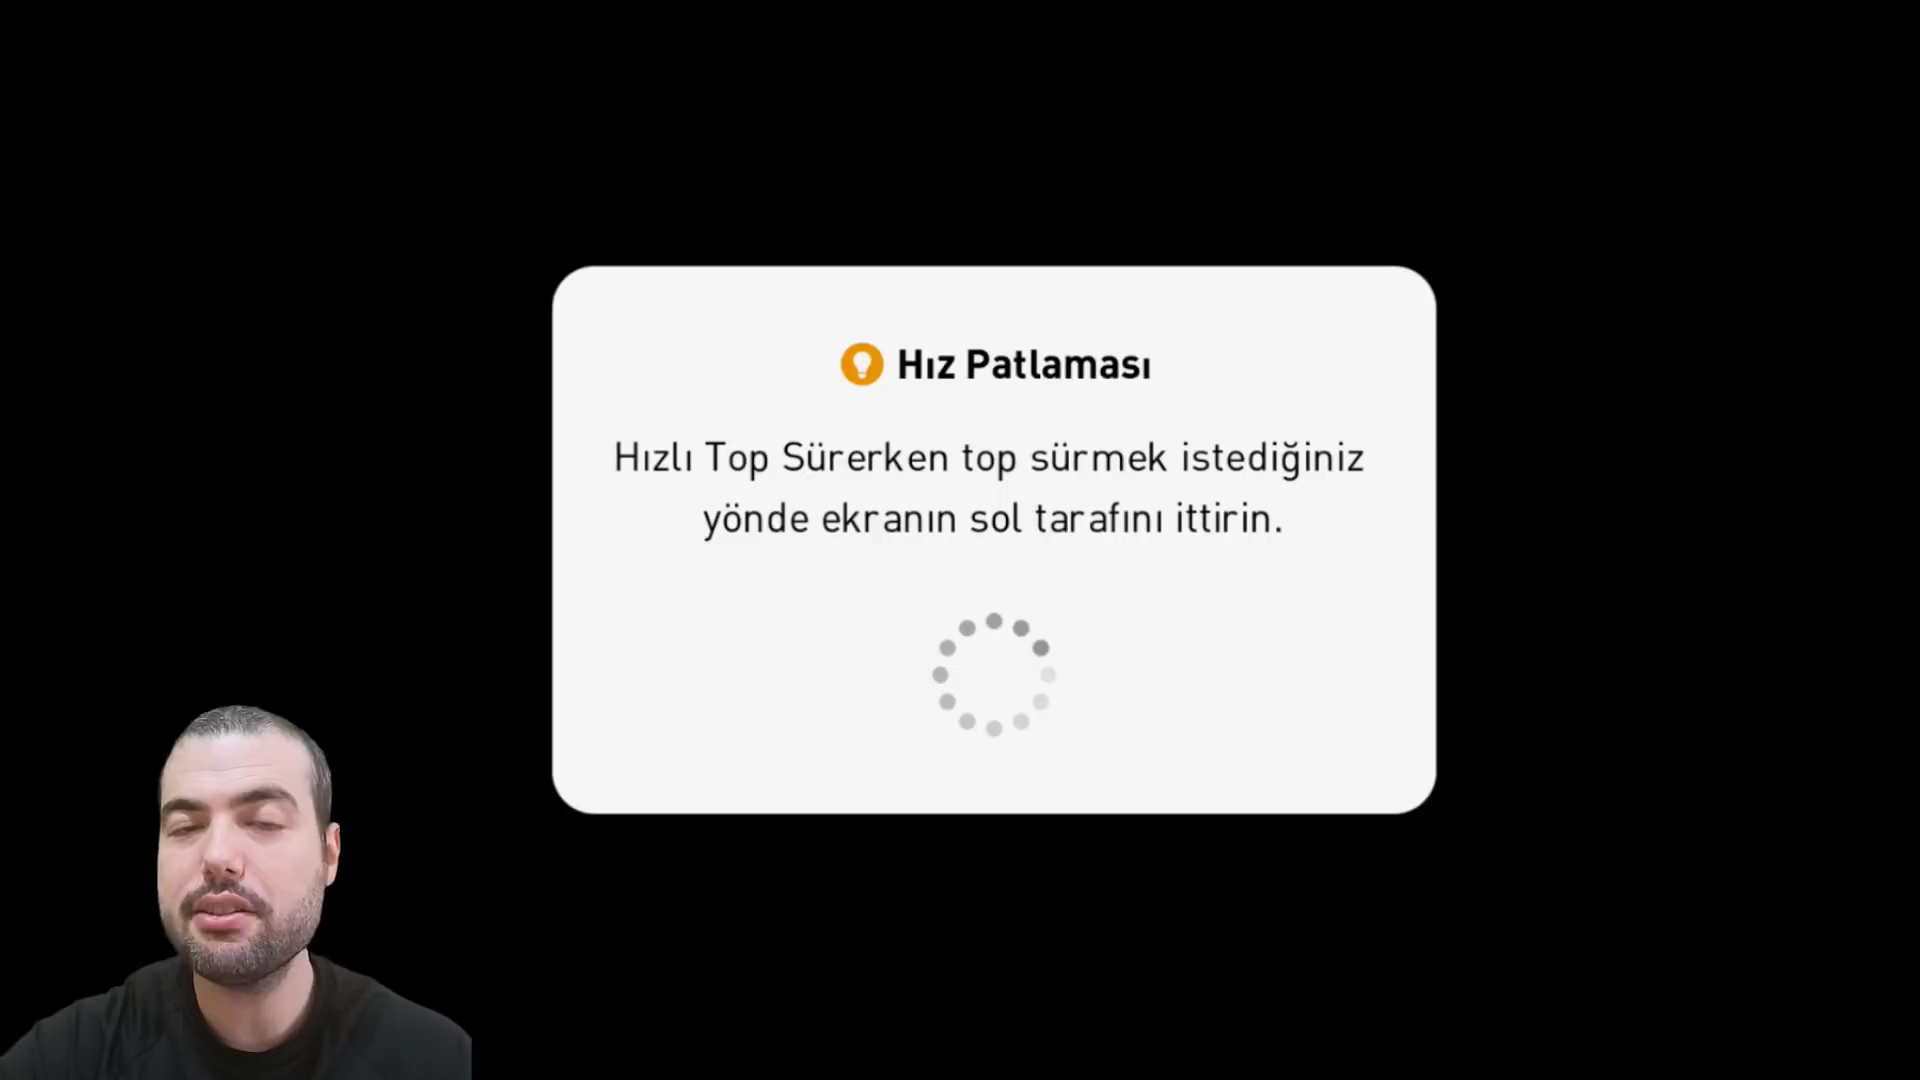 Hız Patlaması
Hızlı Top Sürerken top sürmek istediğiniz
yönde ekranın sol tarafını ittirin.